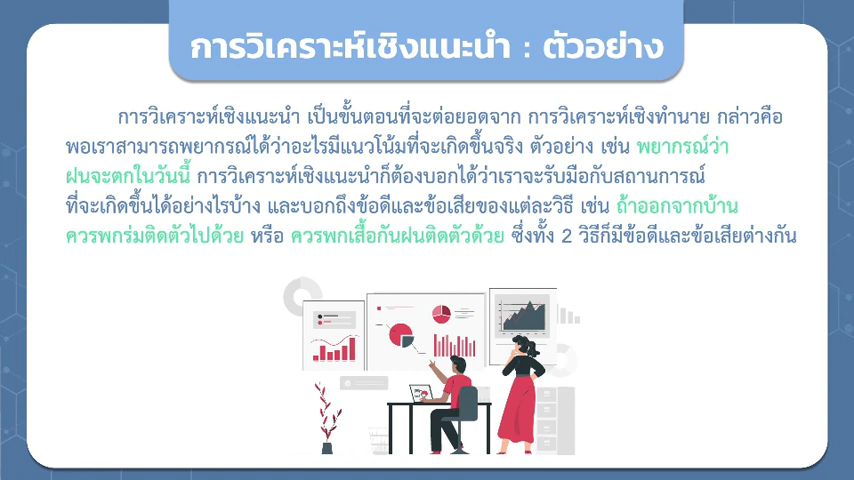 การวิเคราะห์เชิงแนะนำ : ตัวอย่าง
การวิเคราะห์เชิงแนะนำ เป็นขั้นตอนที่จะต่อยอดจาก การวิเคราะห์เชิงทำนาย กล่าวคือ
พอเราสามารถพยากรณ์ได้ว่าอะไรมีแนวโน้มที่จะเกิดขึ้นจริง ตัวอย่าง เช่น พยากรณ์ว่า
ฝนจะตกในวันนี้ การวิเคราะห์เชิงแนะนำก็ต้องบอกได้ว่าเราจะรับมือกับสถานการณ์
ที่จะเกิดขึ้นได้อย่างไรบ้าง และบอกถึงข้อดีและข้อเสียของแต่ละวิธี เช่น ถ้าออกจากบ้าน
ควรพกร่มติดตัวไปด้วย หรือ ควรพกเสื้อกันฝนติดตัวด้วย ซึ่งทั้ง 2 วิธีก็มีข้อดีและข้อเสียต่างกัน